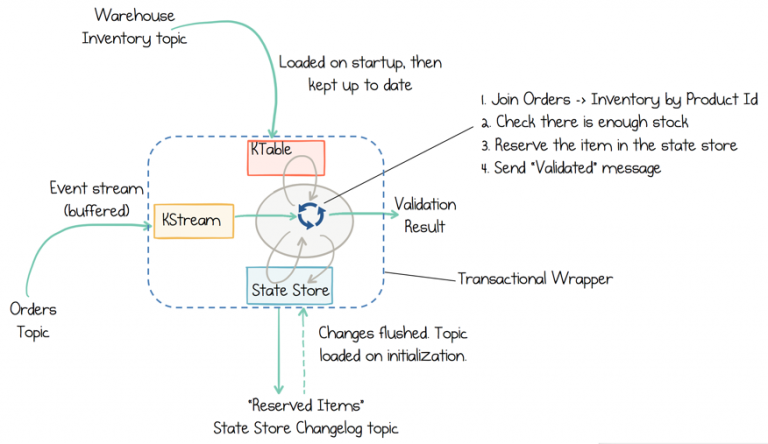 Warehouse
Inventory topic
Loaded on startup, then
kept up to date
1. Join Orders -> Inventory by Product Id
2. Check there is enough stock
3. Reserve the item in the state store
4. Send "Validated" message
KTable
Event stream
(buffered)
KStream
Validation
Result
State Store
Transactional Wrapper
Orders
Topic
Changes flushed. Topic
loaded on initialization.
"Reserved Items"
State Store Changelog topic